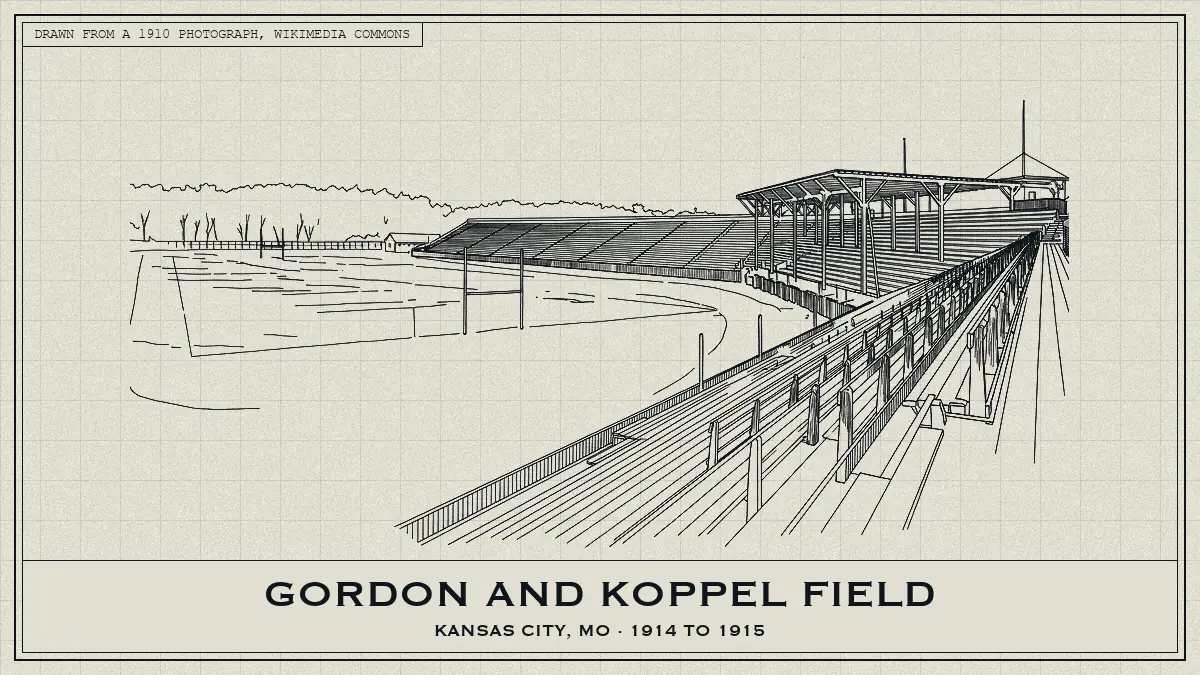 DRAWN FROM A 1910 PHOTOGRAPH, WIKIMEDIA COMMONS
GORDON AND KOPPEL FIELD
KANSAS CITY, MO · 1914 TO 1915